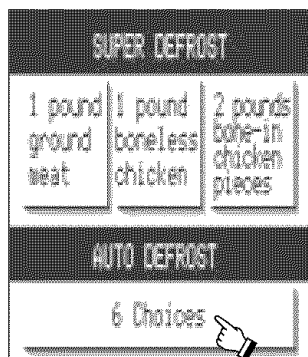 SUPER DEFROST
1 pound
ground
meat
1 pound
boneless
chicken
2 pounds
bone-in
chicken
pieces
AUTO DEFROST
6 Choices